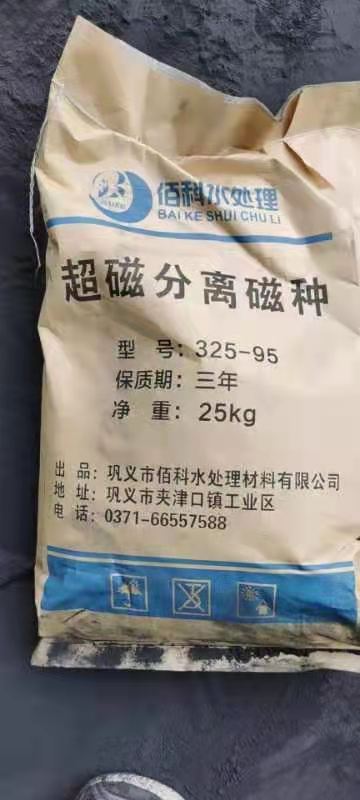 佰科水处理
BAI KE SHUI CHU LI
超磁分离磁种
型 号：325-95
保质期：三年
净 重：25kg
出 品：巩义市佰科水处理材料有限公司
地 址：巩义市夹津口镇工业区
电 话：0371-66557588